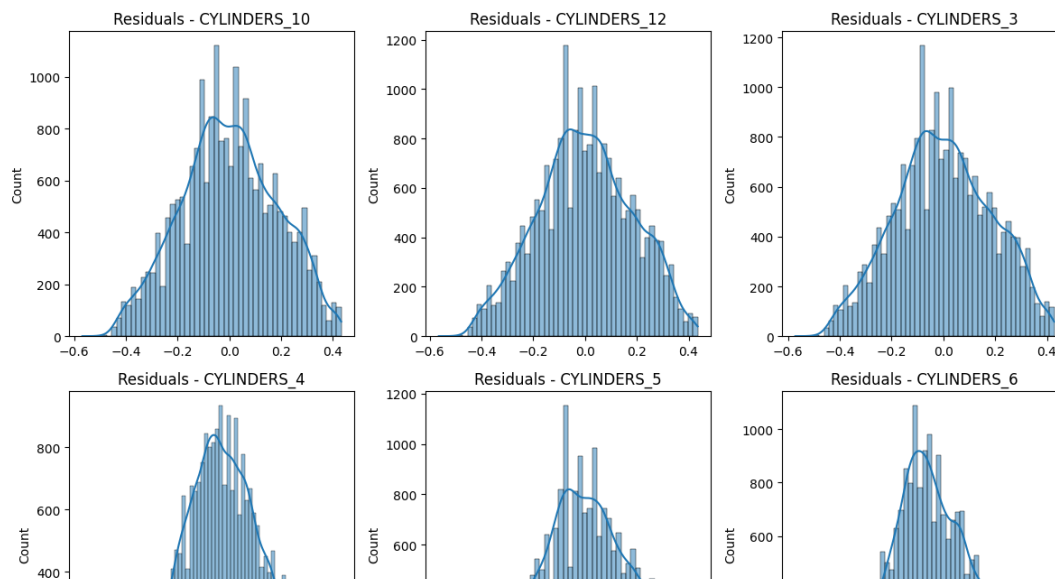 Residuals - CYLINDERS_10 Residuals - CYLINDERS_12 Residuals - CYLINDERS_3
1200 1200
1000 1000 1000
800 800 800
Count Count Count
600 600 600
400 400 400
200 200 200
0 0 0
−0.6 −0.4 −0.2 0.0 0.2 0.4 −0.6 −0.4 −0.2 0.0 0.2 0.4 −0.6 −0.4 −0.2 0.0 0.2 0.4
Residuals - CYLINDERS_4 Residuals - CYLINDERS_5 Residuals - CYLINDERS_6
1200
1000 1000
800 800
Count Count Count
600 600 600
400